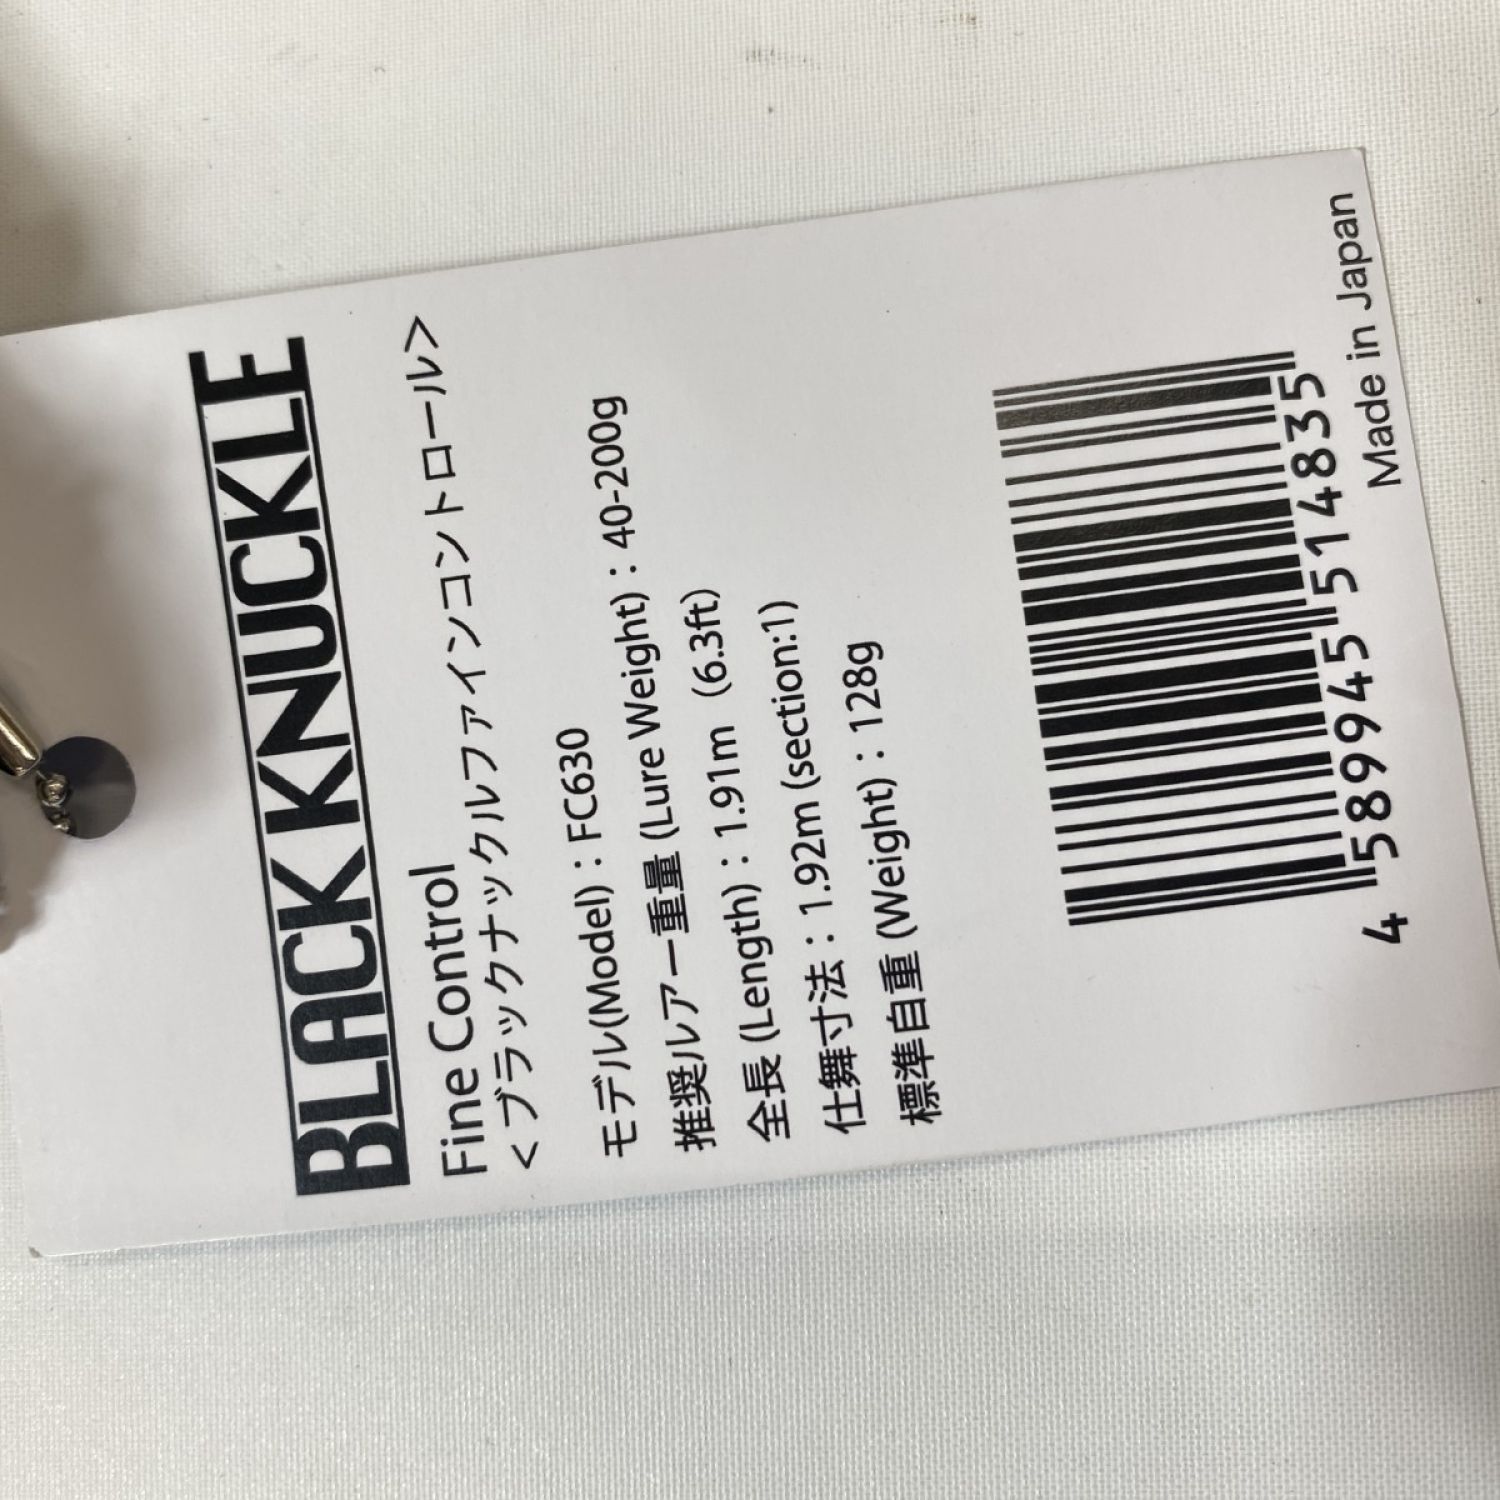 BLACK KNUCKLE
Fine Control
<ブラックナックルファインコントロール>
モデル(Model)：FC630
推奨ルアー重量 (Lure Weight)：40-200g
全長 (Length)：1.91m（6.3ft）
仕舞寸法：1.92m (section:1)
標準自重 (Weight)：128g
4 589945 514835
Made in Japan